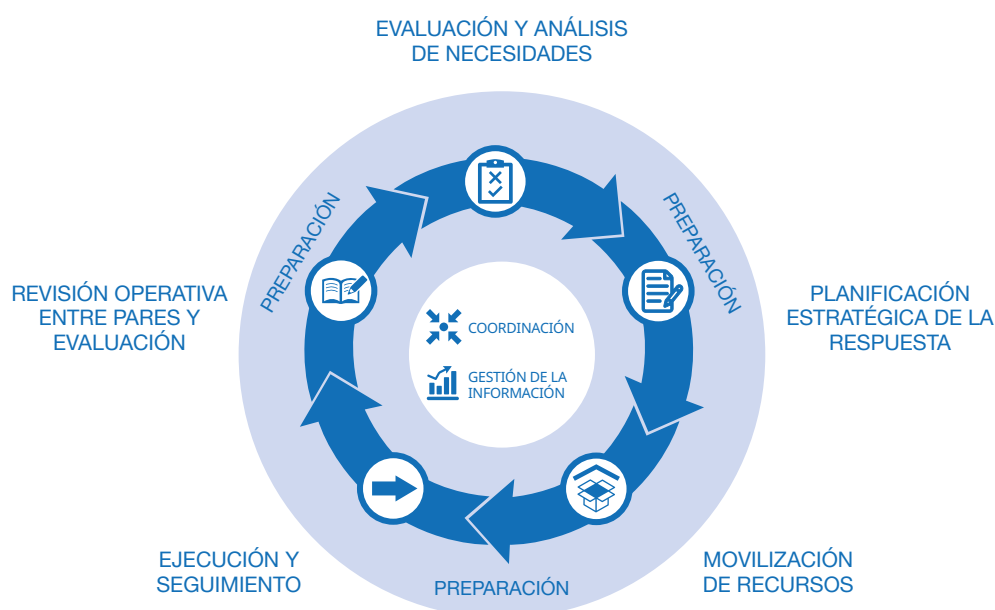 EVALUACIÓN Y ANÁLISIS
DE NECESIDADES
PREPARACIÓN
PREPARACIÓN
REVISIÓN OPERATIVA
ENTRE PARES Y
EVALUACIÓN
COORDINACIÓN
GESTIÓN DE LA
INFORMACIÓN
PLANIFICACIÓN
ESTRATÉGICA DE LA
RESPUESTA
EJECUCIÓN Y
SEGUIMIENTO
PREPARACIÓN
MOVILIZACIÓN
DE RECURSOS